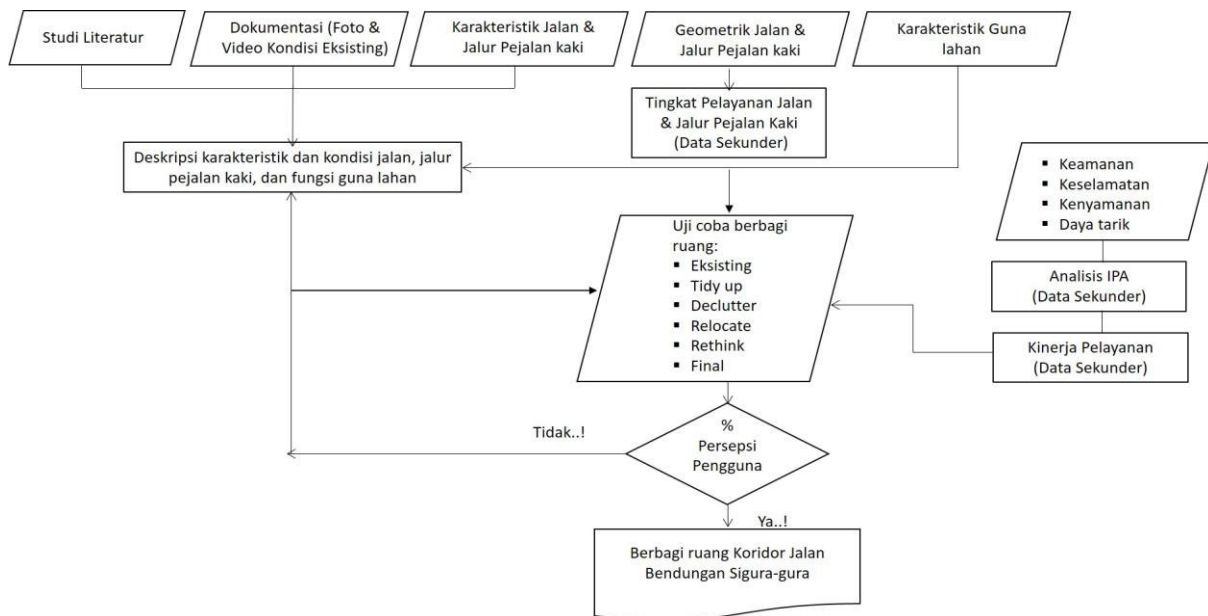 Studi Literatur
Dokumentasi (Foto &
Video Kondisi Eksisting)
Karakteristik Jalan &
Jalur Pejalan kaki
Geometrik Jalan &
Jalur Pejalan kaki
Karakteristik Guna
lahan
Tingkat Pelayanan Jalan
& Jalur Pejalan Kaki
(Data Sekunder)
Deskripsi karakteristik dan kondisi jalan, jalur
pejalan kaki, dan fungsi guna lahan
▪ Keamanan
▪ Keselamatan
▪ Kenyamanan
▪ Daya tarik
Uji coba berbagi
ruang:
▪ Eksisting
▪ Tidy up
▪ Declutter
▪ Relocate
▪ Rethink
▪ Final
Analisis IPA
(Data Sekunder)
Kinerja Pelayanan
(Data Sekunder)
Tidak..!
%
Persepsi
Pengguna
Ya..!
Berbagi ruang Koridor Jalan
Bendungan Sigura-gura